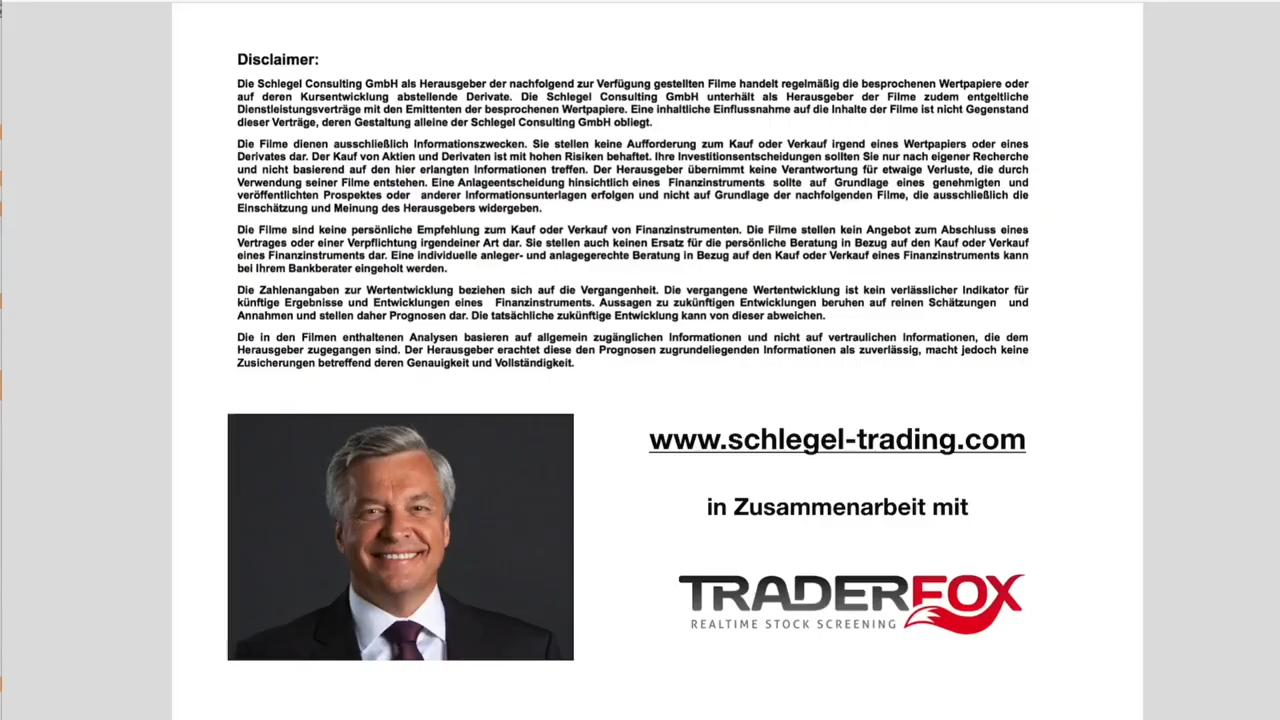 Disclaimer:
Die Schlegel Consulting GmbH als Herausgeber der nachfolgend zur Verfügung gestellten Filme handelt regelmäßig die besprochenen Wertpapiere oder
auf deren Kursentwicklung abstellende Derivate. Die Schlegel Consulting GmbH unterhält als Herausgeber der Filme zudem entgeltliche
Dienstleistungsverträge mit den Emittenten der besprochenen Wertpapiere. Eine inhaltliche Einflussnahme auf die Inhalte der Filme ist nicht Gegenstand
dieser Verträge, deren Gestaltung alleine der Schlegel Consulting GmbH obliegt.
Die Filme dienen ausschließlich Informationszwecken. Sie stellen keine Aufforderung zum Kauf oder Verkauf irgend eines Wertpapiers oder eines
Derivates dar. Der Kauf von Aktien und Derivaten ist mit hohen Risiken behaftet. Ihre Investitionsentscheidungen sollten Sie nur nach eigener Recherche
und nicht basierend auf den hier erlangten Informationen treffen. Der Herausgeber übernimmt keine Verantwortung für etwaige Verluste, die durch
Verwendung seiner Filme entstehen. Eine Anlageentscheidung hinsichtlich eines Finanzinstruments sollte auf Grundlage eines genehmigten und
veröffentlichten Prospektes oder anderer Informationsunterlagen erfolgen und nicht auf Grundlage der nachfolgenden Filme, die ausschließlich die
Einschätzung und Meinung des Herausgebers widergeben.
Die Filme sind keine persönliche Empfehlung zum Kauf oder Verkauf von Finanzinstrumenten. Die Filme stellen kein Angebot zum Abschluss eines
Vertrages oder einer Verpflichtung irgendeiner Art dar. Sie stellen auch keinen Ersatz für die persönliche Beratung in Bezug auf den Kauf oder Verkauf
eines Finanzinstruments dar. Eine individuelle anleger- und anlagegerechte Beratung in Bezug auf den Kauf oder Verkauf eines Finanzinstruments kann
bei Ihrem Bankberater eingeholt werden.
Die Zahlenangaben zur Wertentwicklung beziehen sich auf die Vergangenheit. Die vergangene Wertentwicklung ist kein verlässlicher Indikator für
künftige Ergebnisse und Entwicklungen eines Finanzinstruments. Aussagen zu zukünftigen Entwicklungen beruhen auf reinen Schätzungen und
Annahmen und stellen daher Prognosen dar. Die tatsächliche zukünftige Entwicklung kann von dieser abweichen.
Die in den Filmen enthaltenen Analysen basieren auf allgemein zugänglichen Informationen und nicht auf vertraulichen Informationen, die dem
Herausgeber zugegangen sind. Der Herausgeber erachtet diese den Prognosen zugrundeliegenden Informationen als zuverlässig, macht jedoch keine
Zusicherungen betreffend deren Genauigkeit und Vollständigkeit.
www.schlegel-trading.com
in Zusammenarbeit mit
TRADERFOX
REALTIME STOCK SCREENING